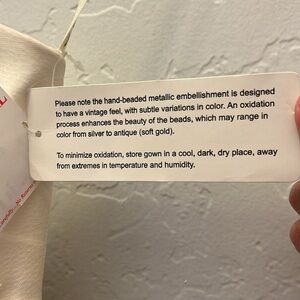 Please note the hand-beaded metallic embellishment is designed
to have a vintage feel, with subtle variations in color. An oxidation
process enhances the beauty of the beads, which may range in
color from silver to antique (soft gold).
To minimize oxidation, store gown in a cool, dark, dry place, away
from extremes in temperature and humidity.